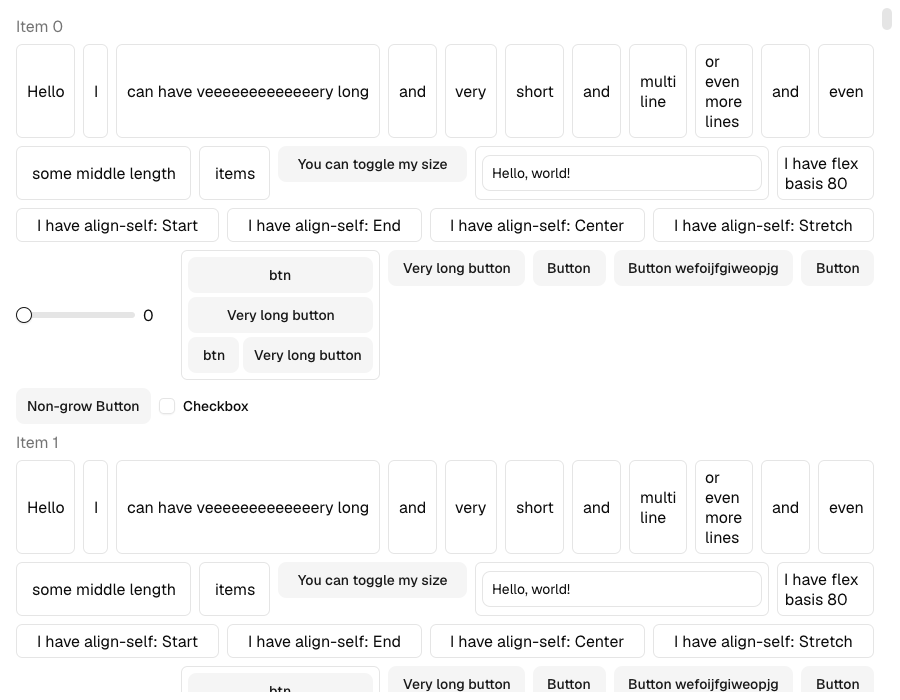 Item 0
Hello
I
can have veeeeeeeeeeeeery long
and
very
short
and
multi
line
or
even
more
lines
and
even
some middle length
items
You can toggle my size
Hello, world!
I have flex
basis 80
I have align-self: Start
I have align-self: End
I have align-self: Center
I have align-self: Stretch
0
btn
Very long button
btn
Very long button
Very long button
Button
Button wefoijfgiweopjg
Button
Non-grow Button
Checkbox
Item 1
Hello
I
can have veeeeeeeeeeeeery long
and
very
short
and
multi
line
or
even
more
lines
and
even
some middle length
items
You can toggle my size
Hello, world!
I have flex
basis 80
I have align-self: Start
I have align-self: End
I have align-self: Center
I have align-self: Stretch
btn
Very long button
Button
Button wefoijfgiweopjg
Button